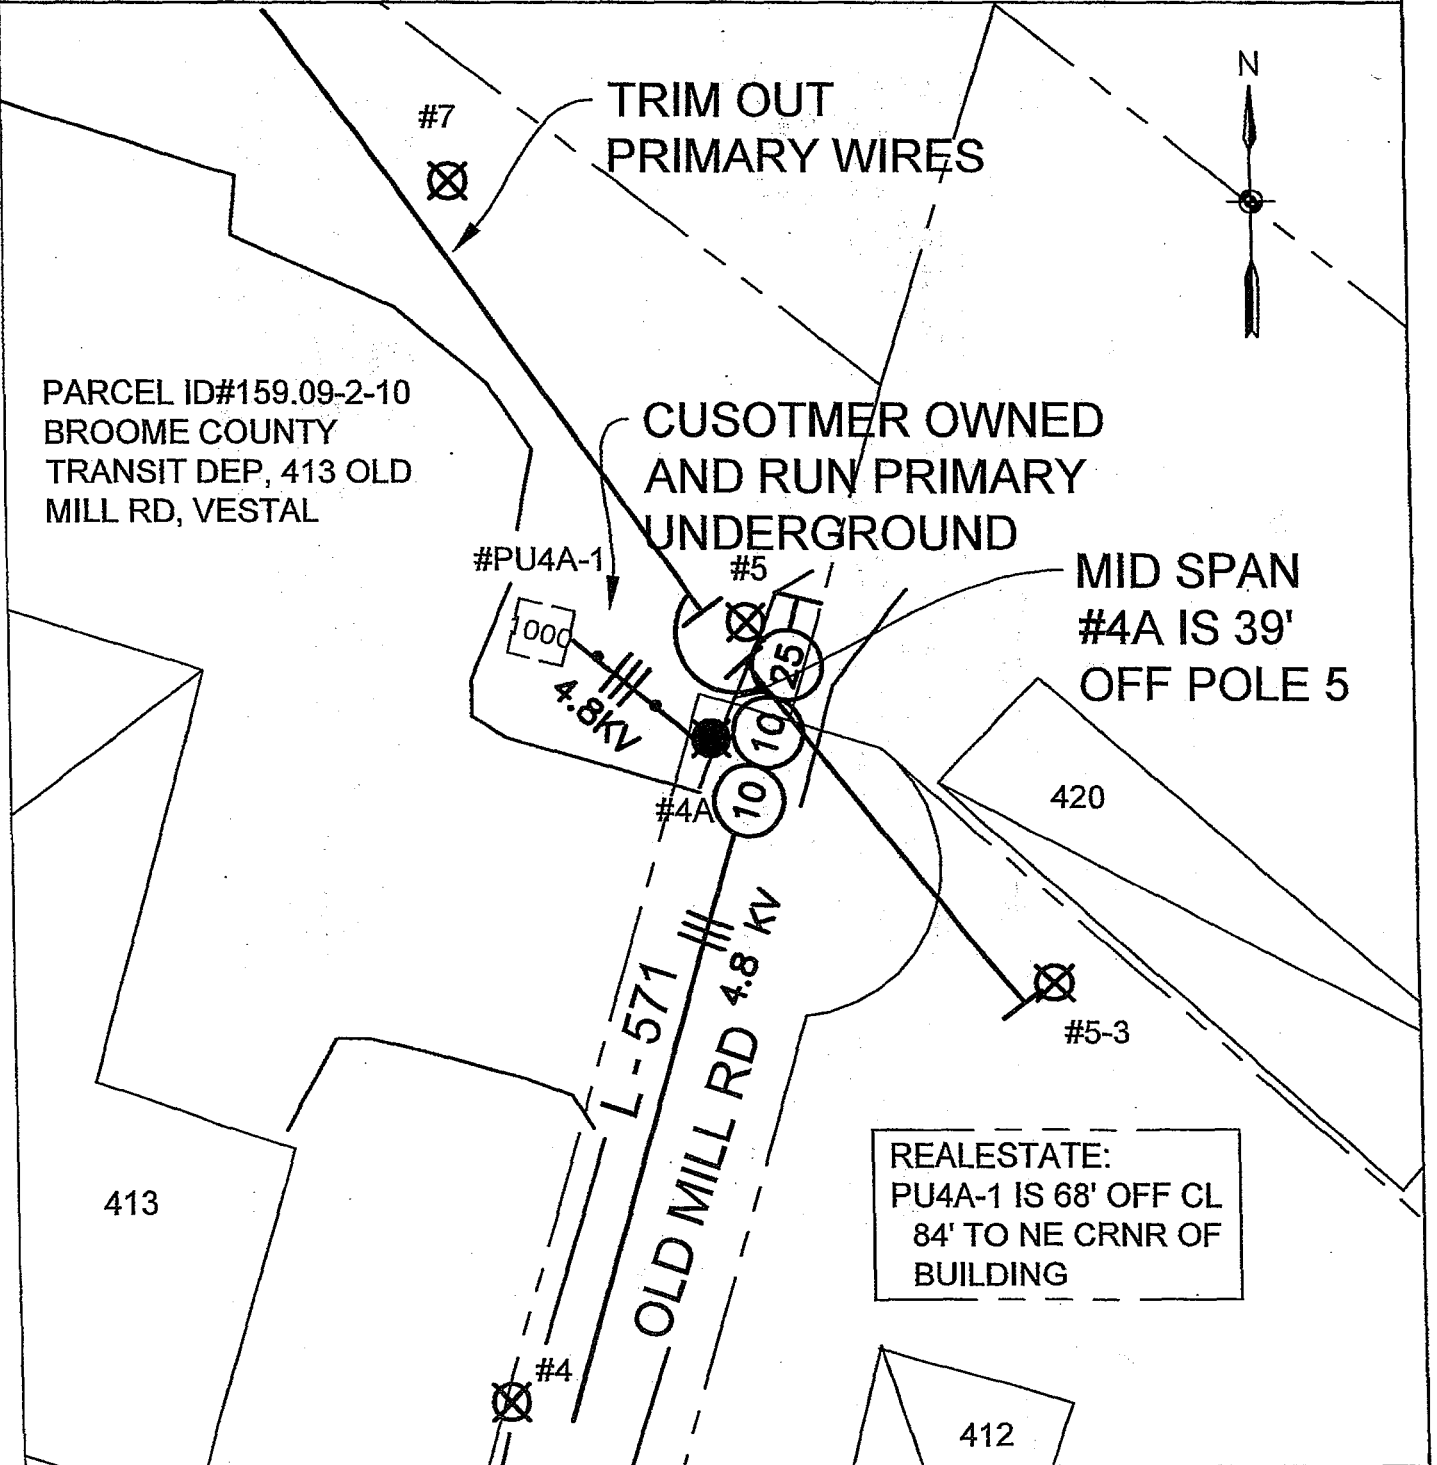 N
TRIM OUT
PRIMARY WIRES
#7
PARCEL ID#159.09-2-10
BROOME COUNTY
TRANSIT DEP, 413 OLD
MILL RD, VESTAL
CUSOTMER OWNED
AND RUN PRIMARY
UNDERGROUND
#PU4A-1
#5
MID SPAN
#4A IS 39'
OFF POLE 5
1000
4.8KV
25
10
10
#4A
420
4.8 KV
L - 571
OLD MILL RD
#5-3
REALESTATE:
PU4A-1 IS 68' OFF CL
84' TO NE CRNR OF
BUILDING
413
#4
412